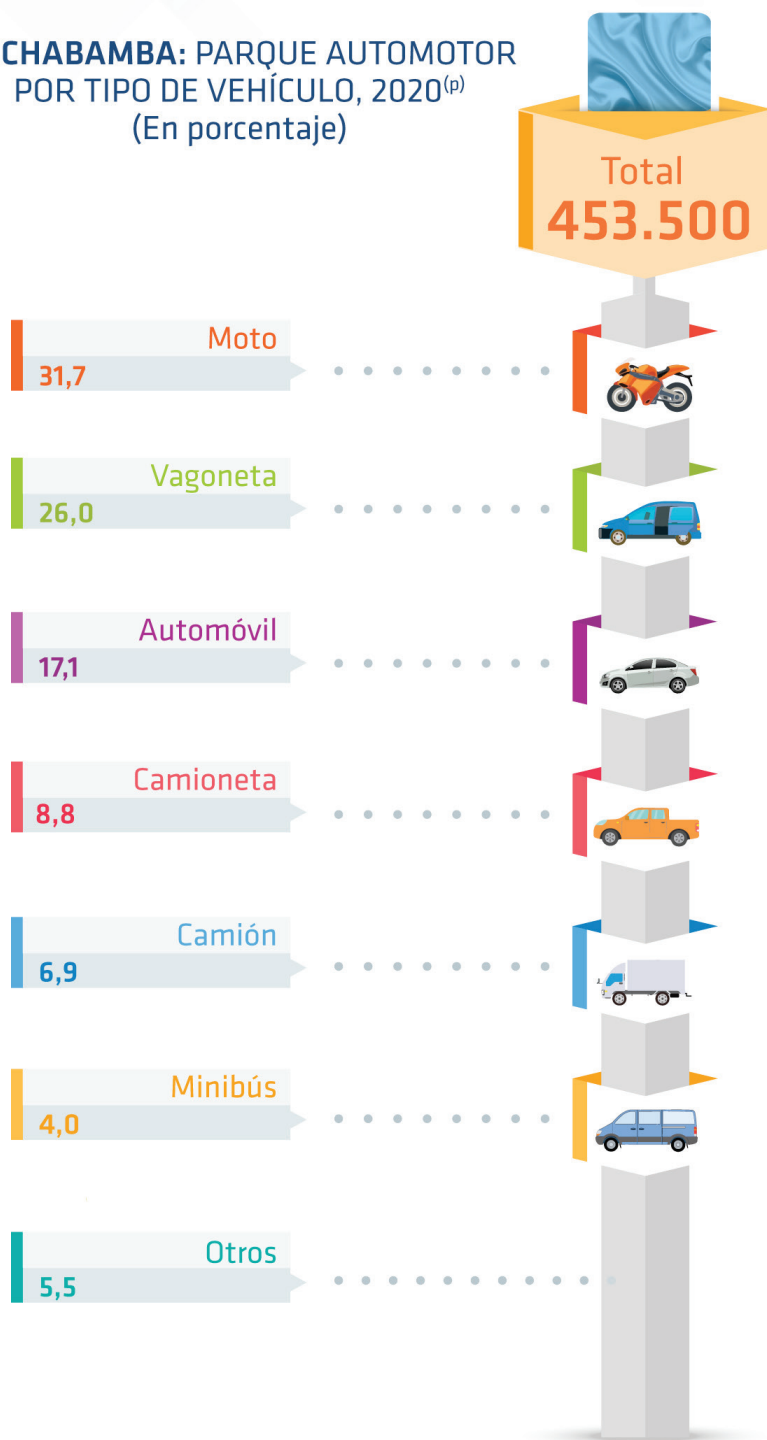 CHABAMBA: PARQUE AUTOMOTOR
POR TIPO DE VEHÍCULO, 2020(p)
(En porcentaje)
Total
453.500
Moto
31,7
Vagoneta
26,0
Automóvil
17,1
Camioneta
8,8
Camión
6,9
Minibús
4,0
Otros
5,5